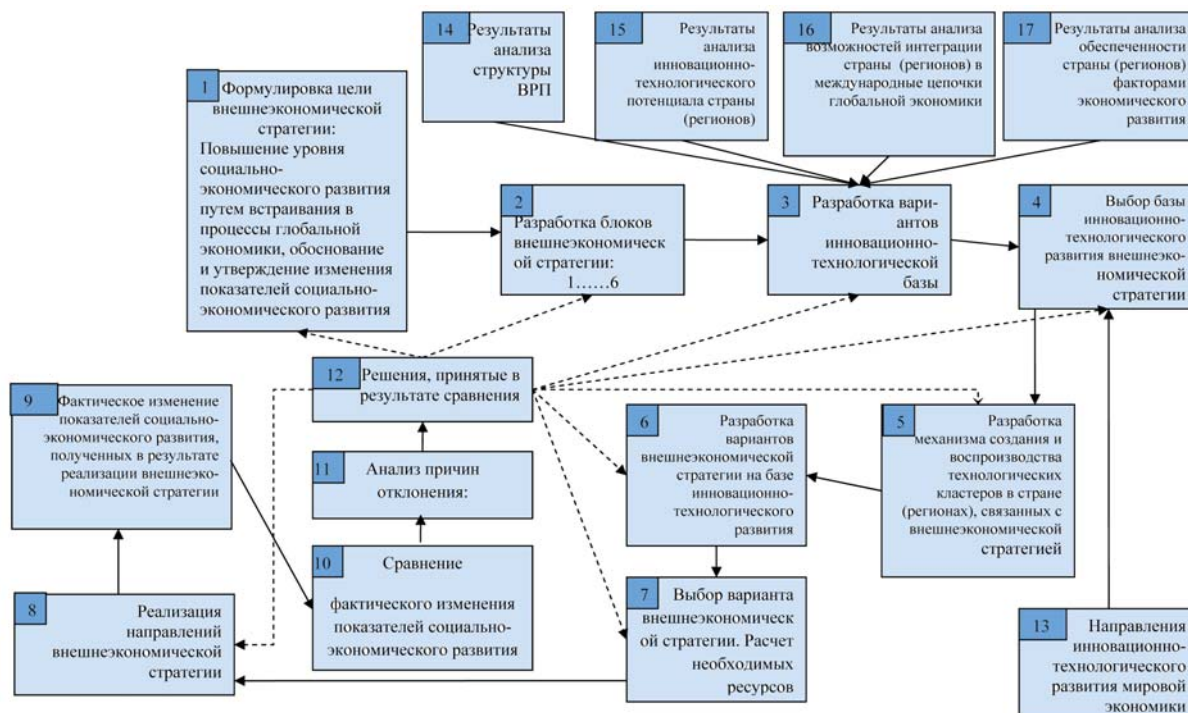 14 Результаты
анализа
структуры
ВРП
15 Результаты
анализа
инновационно-
технологического
потенциала страны
(регионов)
16 Результаты анализа
возможностей интеграции
страны (регионов) в
международные цепочки
глобальной экономики
17 Результаты анализа
обеспеченности
страны (регионов)
факторами
экономического
развития
1 Формулировка цели
внешнеэкономической
стратегии:
Повышение уровня
социально-
экономического развития
путем встраивания в
процессы глобальной
экономики, обоснование
и утверждение изменения
показателей социально-
экономического развития
2
Разработка блоков
внешнеэкономическ
ой стратегии:
1……6
3 Разработка вари-
антов
инновационно-
технологической
базы
4 Выбор базы
инновационно-
технологического
развития внешнеэко-
номической
стратегии
12 Решения, принятые в
результате сравнения
9 Фактическое изменение
показателей социально-
экономического развития,
полученных в результате
реализации внешнеэко-
номической стратегии
11 Анализ причин
отклонения:
6 Разработка
вариантов
внешнеэкономической
стратегии на базе
инновационно-
технологического
развития
5 Разработка
механизма создания и
воспроизводства
технологических
кластеров в стране
(регионах), связанных с
внешнеэкономической
стратегией
10 Сравнение
фактического изменения
показателей социально-
экономического развития
8 Реализация
направлений
внешнеэкономической
стратегии
7 Выбор варианта
внешнеэкономическ
ой стратегии. Расчет
необходимых
ресурсов
13 Направления
инновационно-
технологического
развития мировой
экономики